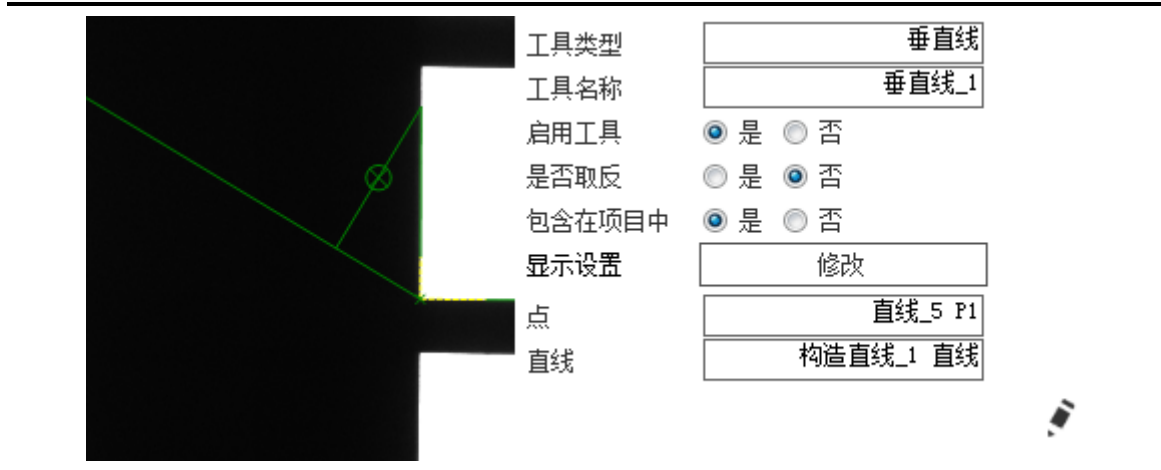 工具类型 垂直线
工具名称 垂直线_1
启用工具 是 否
是否取反 是 否
包含在项目中 是 否
显示设置 修改
点 直线_5 P1
直线 构造直线_1 直线